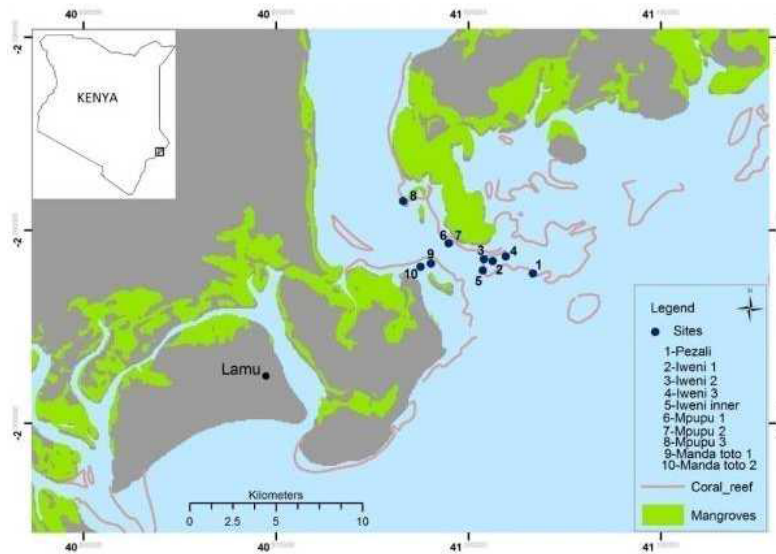 40 40 41 41
-2
KENYA
8
6 7
9
10
3 4
2 1
5
-2
Lamu
-2
Kilometers
0 2.5 5 10
Legend
Sites
1-Pezali
2-Iweni 1
3-Iweni 2
4-Iweni 3
5-Iweni inner
6-Mpupu 1
7-Mpupu 2
8-Mpupu 3
9-Manda toto 1
10-Manda toto 2
Coral_reef
Mangroves
40 40 41 41